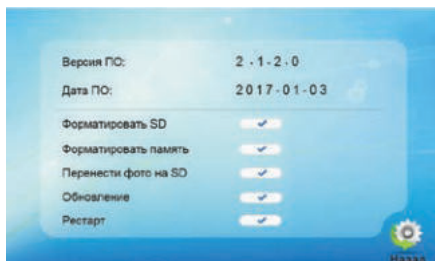 Версия ПО: 2.1.2.0
Дата ПО: 2017-01-03
Форматировать SD
Форматировать память
Перенести фото на SD
Обновление
Рестарт
Назад